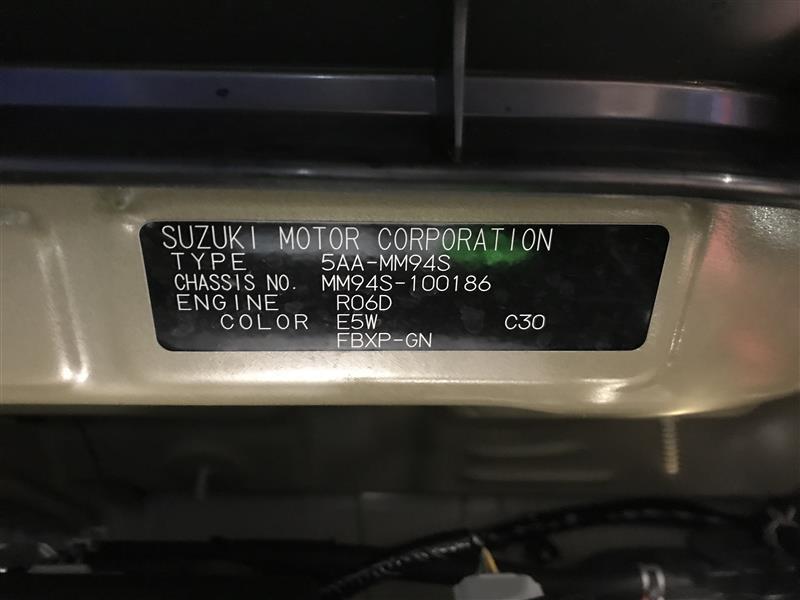 SUZUKI MOTOR CORPORATION
TYPE 5AA-MM94S
CHASSIS NO. MM94S-100186
ENGINE R06D
COLOR E5W C30
FBXP-GN